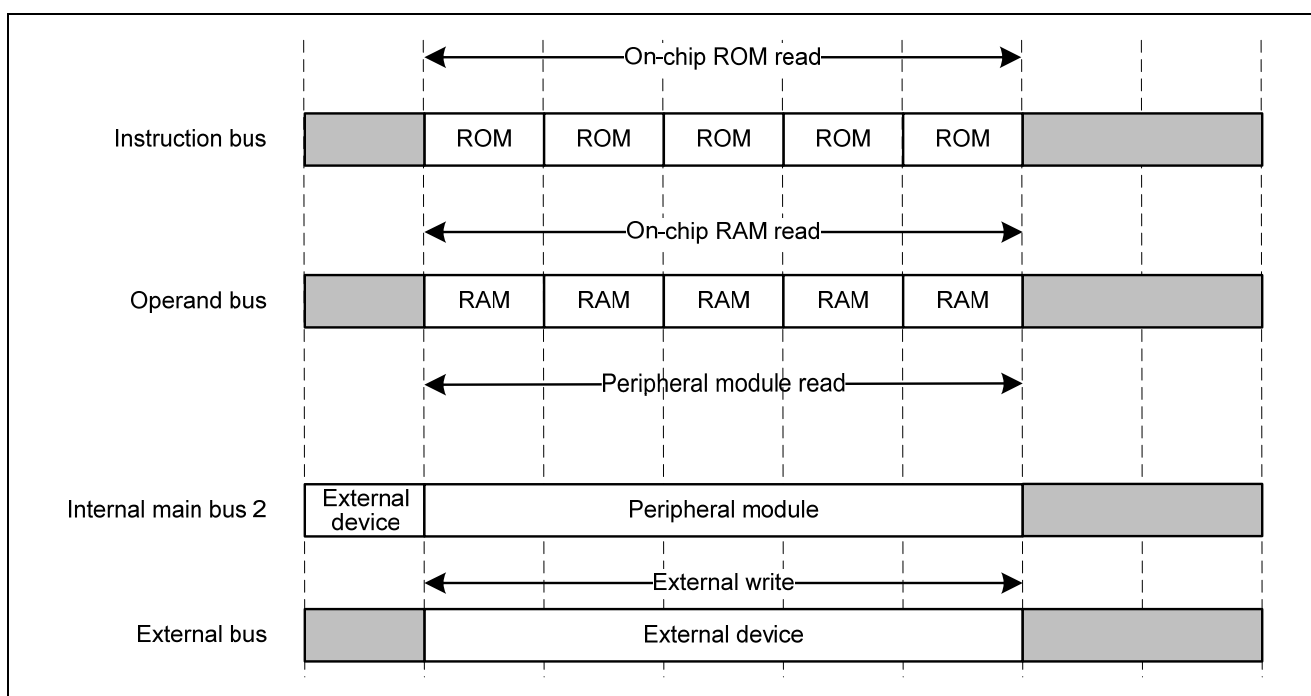 On-chip ROM read
Instruction bus
ROM
ROM
ROM
ROM
ROM
On-chip RAM read
Operand bus
RAM
RAM
RAM
RAM
RAM
Peripheral module read
Internal main bus 2
External
device
Peripheral module
External write
External bus
External device